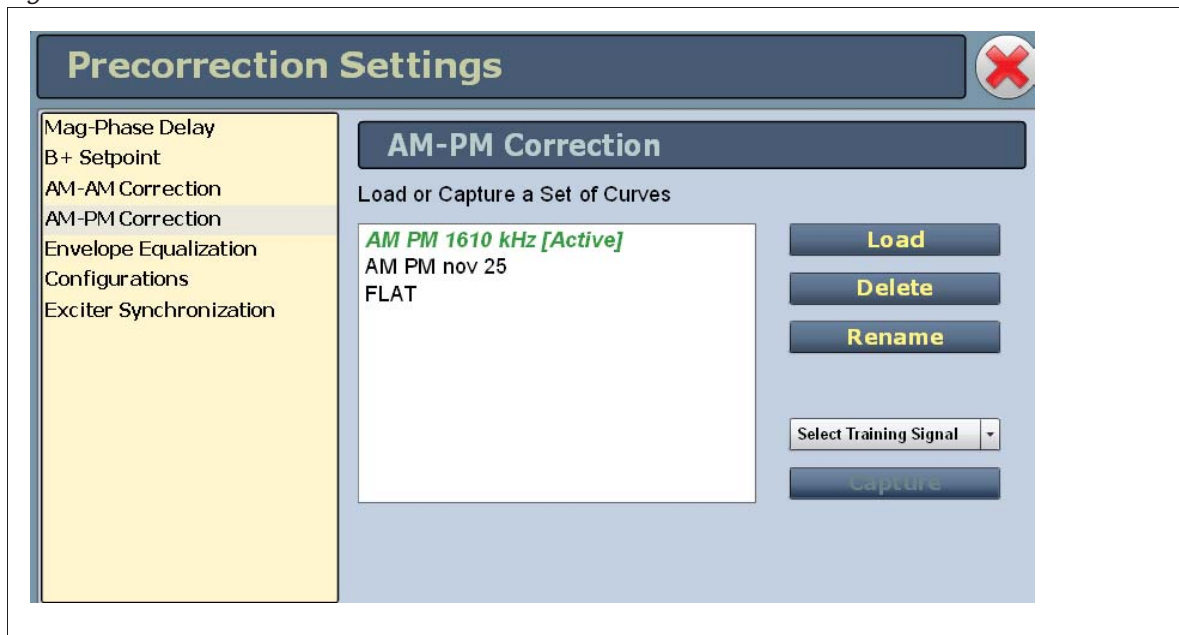 Precorrection Settings
Mag-Phase Delay
B+ Setpoint
AM-AM Correction
AM-PM Correction
Envelope Equalization
Configurations
Exciter Synchronization
AM-PM Correction
Load or Capture a Set of Curves
AM PM 1610 kHz [Active]
AM PM nov 25
FLAT
Load
Delete
Rename
Select Training Signal
Capture